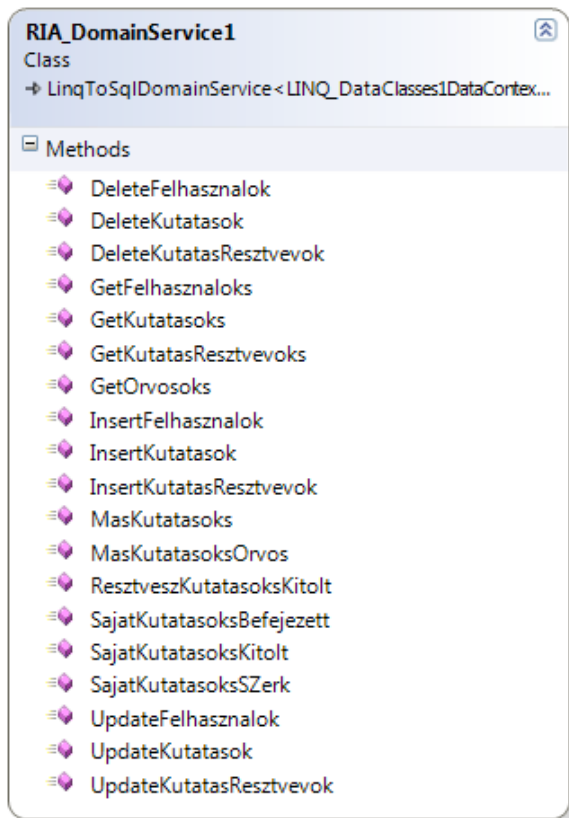 RIA_DomainService1
Class
LinqToSqlDomainService<LINQ_DataClasses1DataContex...
Methods
DeleteFelhasznalok
DeleteKutatasok
DeleteKutatasResztvevok
GetFelhasznaloks
GetKutatasoks
GetKutatasResztvevoks
GetOrvosoks
InsertFelhasznalok
InsertKutatasok
InsertKutatasResztvevok
MasKutatasoks
MasKutatasoksOrvos
ResztveszKutatasoksKitolt
SajatKutatasoksBefejezett
SajatKutatasoksKitolt
SajatKutatasoksSZerk
UpdateFelhasznalok
UpdateKutatasok
UpdateKutatasResztvevok